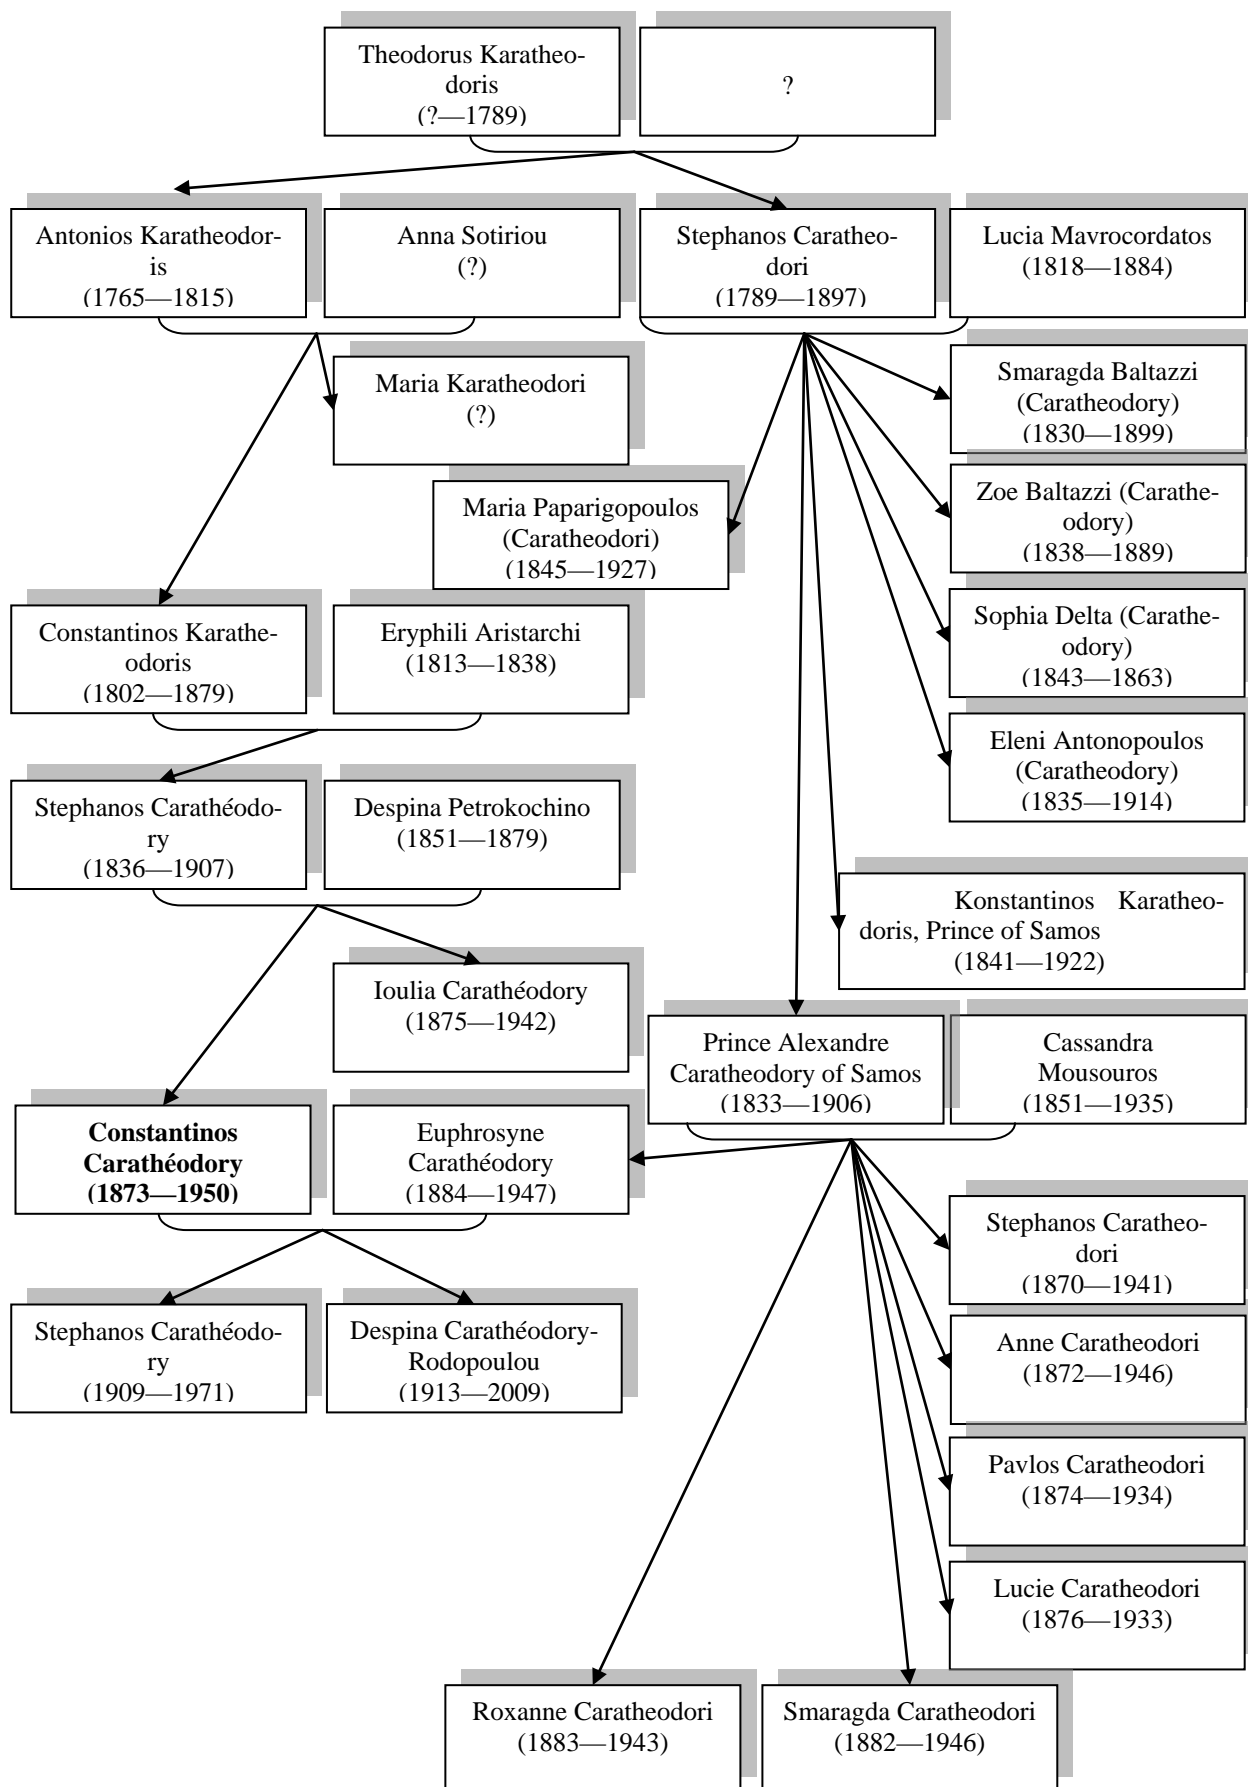 Theodorus Karatheo-
doris
(?—1789)
?
Antonios Karatheodor-
is
(1765—1815)
Anna Sotiriou
(?)
Stephanos Caratheo-
dori
(1789—1897)
Lucia Mavrocordatos
(1818—1884)
Maria Karatheodori
(?)
Smaragda Baltazzi
(Caratheodory)
(1830—1899)
Maria Paparigopoulos
(Caratheodori)
(1845—1927)
Zoe Baltazzi (Carathe-
odory)
(1838—1889)
Constantinos Karathe-
odoris
(1802—1879)
Eryphili Aristarchi
(1813—1838)
Sophia Delta (Carathe-
odory)
(1843—1863)
Eleni Antonopoulos
(Caratheodory)
(1835—1914)
Stephanos Carathéodo-
ry
(1836—1907)
Despina Petrokochino
(1851—1879)
Konstantinos Karatheo-
doris, Prince of Samos
(1841—1922)
Ioulia Carathéodory
(1875—1942)
Prince Alexandre
Caratheodory of Samos
(1833—1906)
Cassandra
Mousouros
(1851—1935)
Constantinos
Carathéodory
(1873—1950)
Euphrosyne
Carathéodory
(1884—1947)
Stephanos Caratheo-
dori
(1870—1941)
Stephanos Carathéodo-
ry
(1909—1971)
Despina Carathéodory-
Rodopoulou
(1913—2009)
Anne Caratheodori
(1872—1946)
Pavlos Caratheodori
(1874—1934)
Lucie Caratheodori
(1876—1933)
Roxanne Caratheodori
(1883—1943)
Smaragda Caratheodori
(1882—1946)